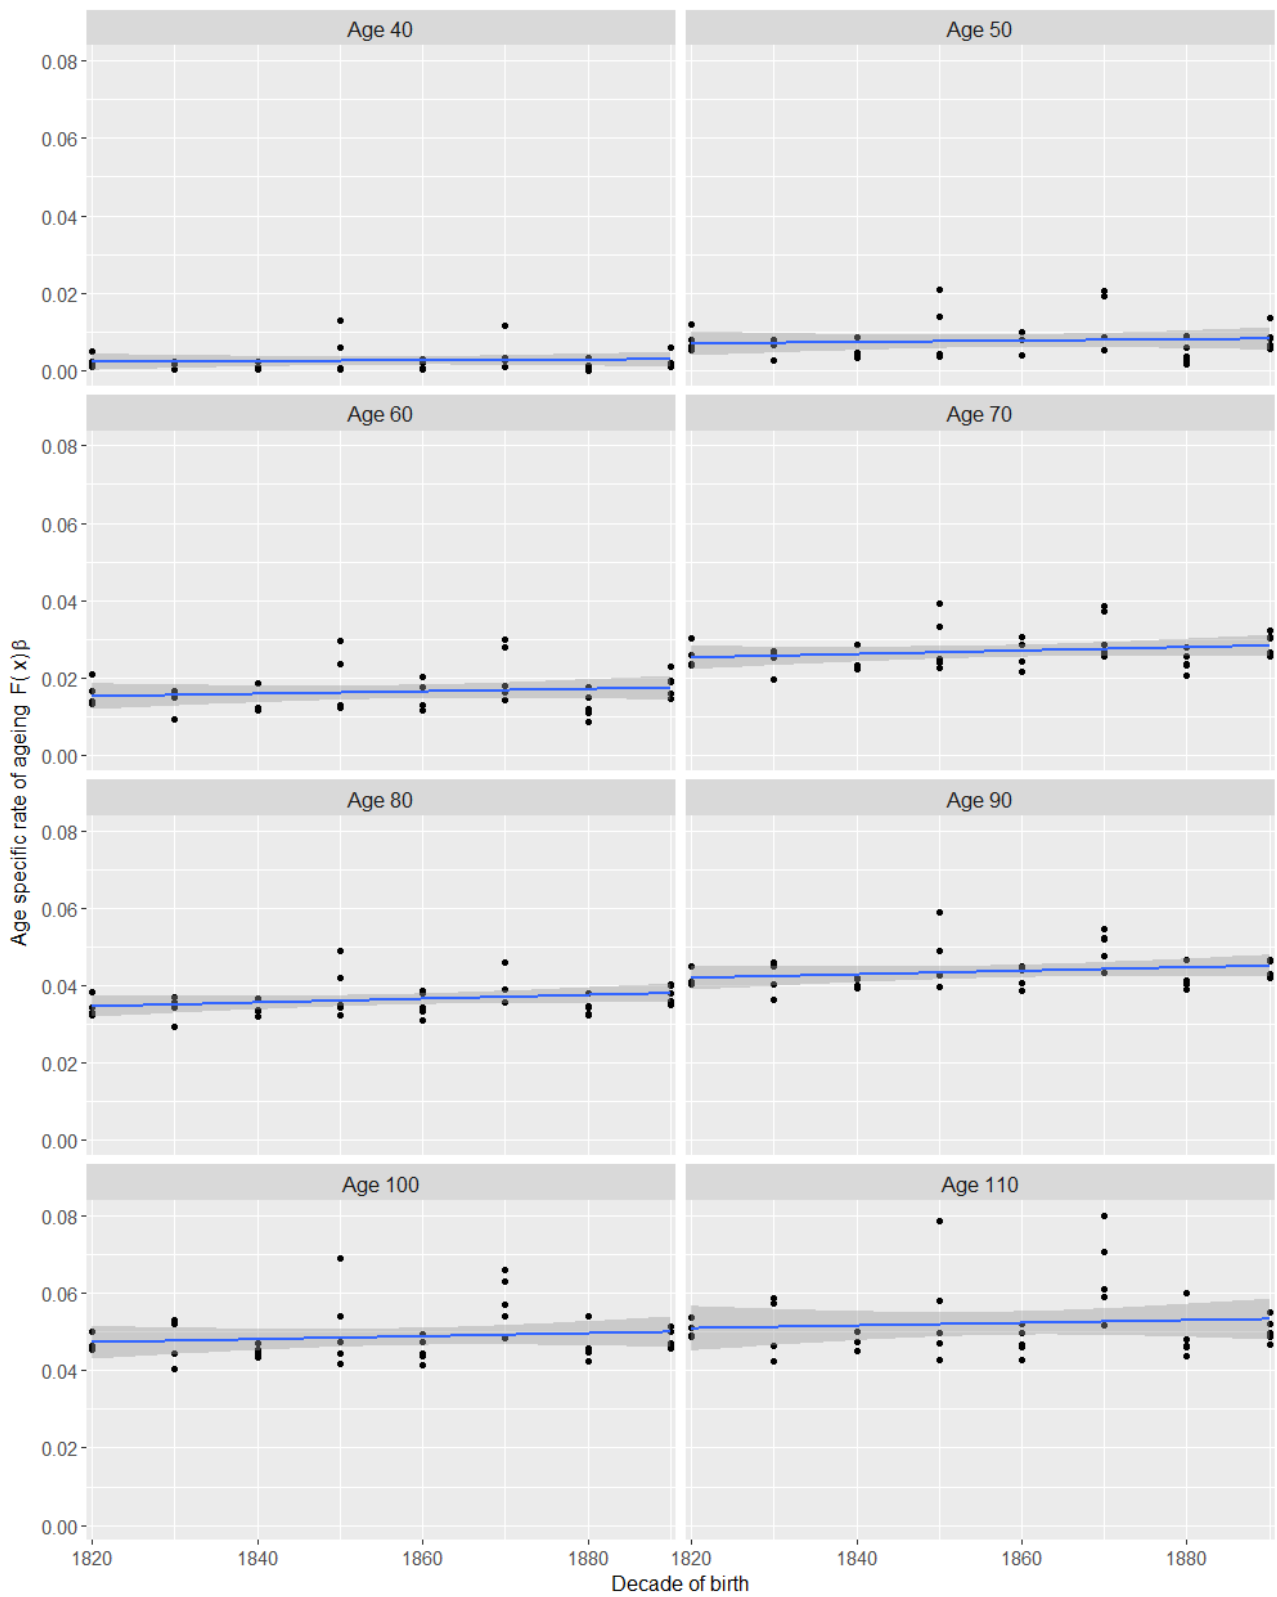 Age 40
Age 50
0.08
0.06
0.04
0.02
0.00
Age 60
Age 70
0.08
0.06
0.04
0.02
0.00
Age 80
Age 90
0.08
0.06
0.04
0.02
0.00
Age 100
Age 110
0.08
0.06
0.04
0.02
0.00
1820
1840
1860
1880
1820
1840
1860
1880
Decade of birth
Age specific rate of ageing F( x) β